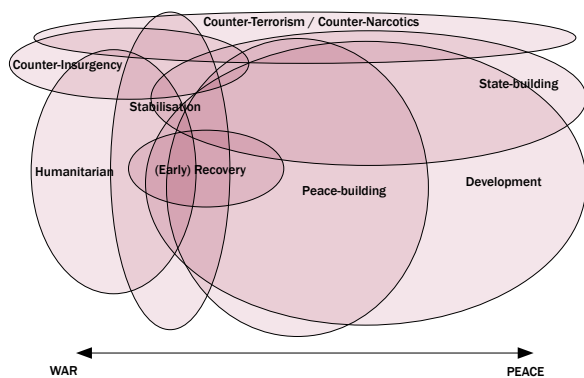 Counter-Terrorism / Counter-Narcotics
Counter-Insurgency
State-building
Stabilisation
Humanitarian
(Early) Recovery
Peace-building
Development
WAR
PEACE